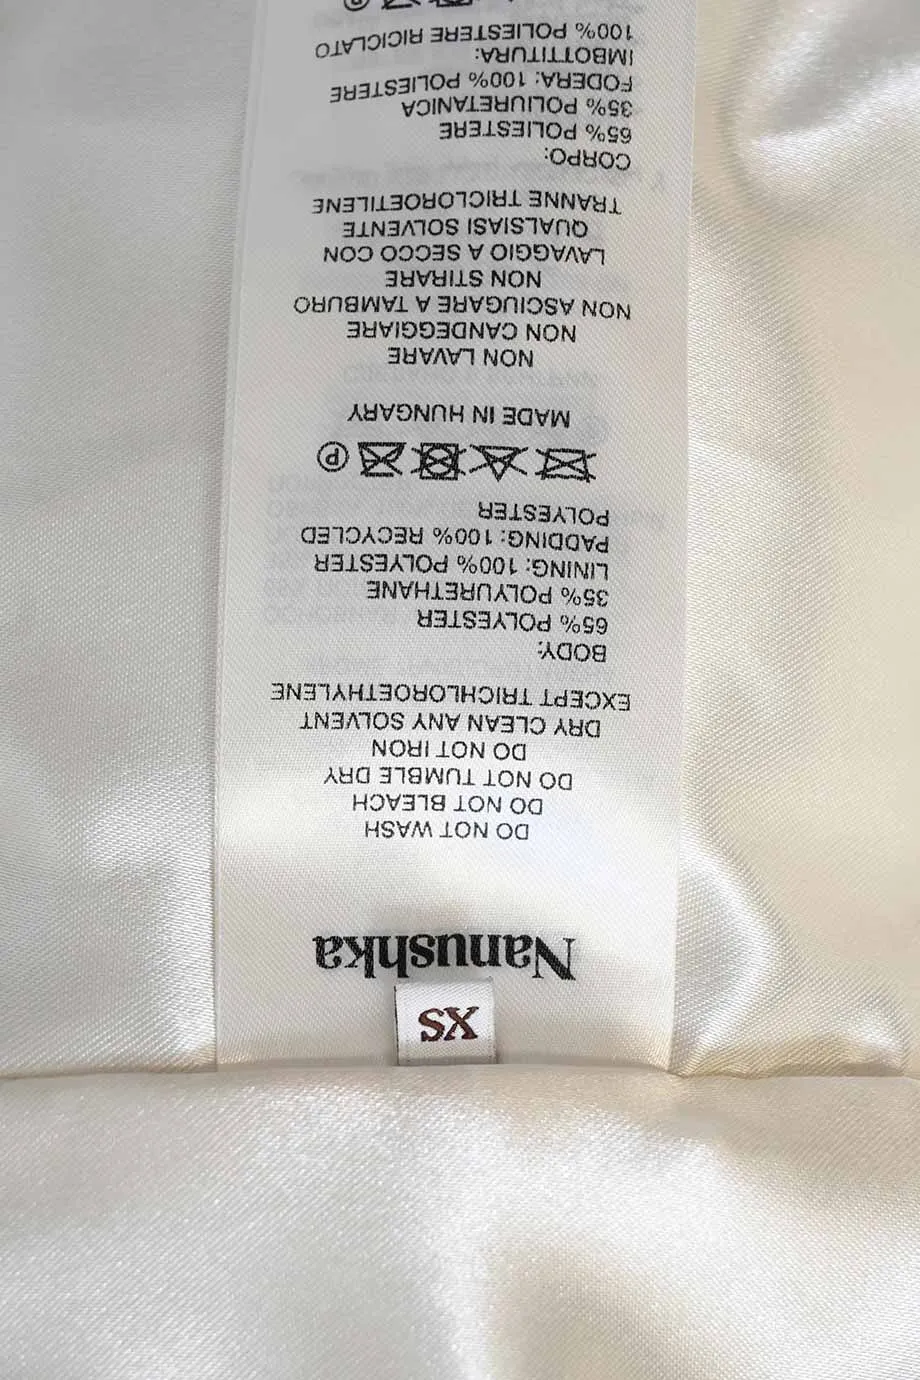 XS
Nanushka
DO NOT WASH
DO NOT BLEACH
DO NOT TUMBLE DRY
DO NOT IRON
DRY CLEAN ANY SOLVENT
EXCEPT TRICHLOROETHYLENE
BODY:
65% POLYESTER
35% POLYURETHANE
LINING: 100% POLYESTER
PADDING: 100% RECYCLED
POLYESTER
P
MADE IN HUNGARY
NON LAVARE
NON CANDEGGIARE
NON ASCIUGARE A TAMBURO
NON STIRARE
LAVAGGIO A SECCO CON
QUALSIASI SOLVENTE
TRANNE TRICLOROETILENE
CORPO:
65% POLIESTERE
35% POLIURETANICA
FODERA: 100% POLIESTERE
IMBOTTITURA:
100% POLIESTERE RICICLATO